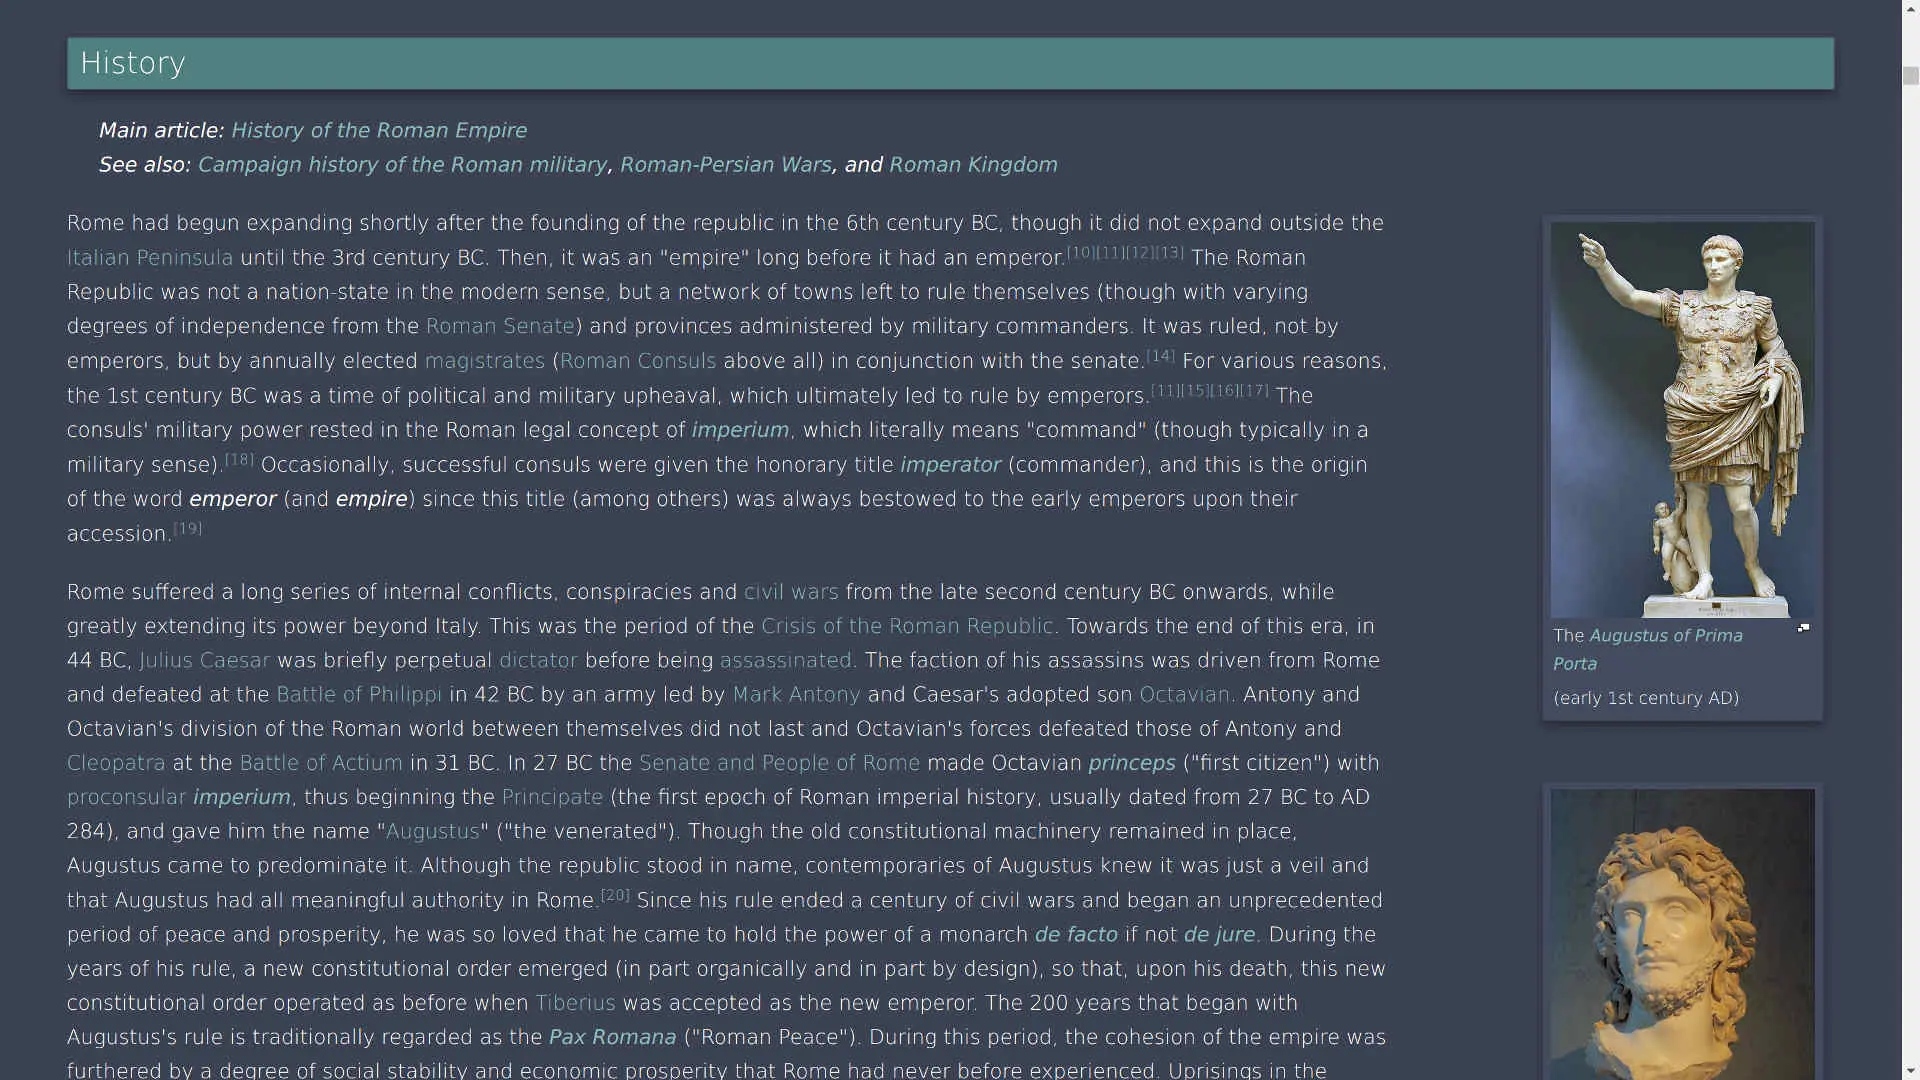 History
Main article: History of the Roman Empire
See also: Campaign history of the Roman military, Roman-Persian Wars, and Roman Kingdom
Rome had begun expanding shortly after the founding of the republic in the 6th century BC, though it did not expand outside the
Italian Peninsula until the 3rd century BC. Then, it was an "empire" long before it had an emperor.[10][11][12][13] The Roman
Republic was not a nation-state in the modern sense, but a network of towns left to rule themselves (though with varying
degrees of independence from the Roman Senate) and provinces administered by military commanders. It was ruled, not by
emperors, but by annually elected magistrates (Roman Consuls above all) in conjunction with the senate.[14] For various reasons,
the 1st century BC was a time of political and military upheaval, which ultimately led to rule by emperors.[11][15][16][17] The
consuls' military power rested in the Roman legal concept of imperium, which literally means "command" (though typically in a
military sense).[18] Occasionally, successful consuls were given the honorary title imperator (commander), and this is the origin
of the word emperor (and empire) since this title (among others) was always bestowed to the early emperors upon their
accession.[19]
Rome suffered a long series of internal conflicts, conspiracies and civil wars from the late second century BC onwards, while
greatly extending its power beyond Italy. This was the period of the Crisis of the Roman Republic. Towards the end of this era, in
44 BC, Julius Caesar was briefly perpetual dictator before being assassinated. The faction of his assassins was driven from Rome
and defeated at the Battle of Philippi in 42 BC by an army led by Mark Antony and Caesar's adopted son Octavian. Antony and
Octavian's division of the Roman world between themselves did not last and Octavian's forces defeated those of Antony and
Cleopatra at the Battle of Actium in 31 BC. In 27 BC the Senate and People of Rome made Octavian princeps ("first citizen") with
proconsular imperium, thus beginning the Principate (the first epoch of Roman imperial history, usually dated from 27 BC to AD
284), and gave him the name "Augustus" ("the venerated"). Though the old constitutional machinery remained in place,
Augustus came to predominate it. Although the republic stood in name, contemporaries of Augustus knew it was just a veil and
that Augustus had all meaningful authority in Rome.[20] Since his rule ended a century of civil wars and began an unprecedented
period of peace and prosperity, he was so loved that he came to hold the power of a monarch de facto if not de jure. During the
years of his rule, a new constitutional order emerged (in part organically and in part by design), so that, upon his death, this new
constitutional order operated as before when Tiberius was accepted as the new emperor. The 200 years that began with
Augustus's rule is traditionally regarded as the Pax Romana ("Roman Peace"). During this period, the cohesion of the empire was
furthered by a degree of social stability and economic prosperity that Rome had never before experienced. Uprisings in the
The Augustus of Prima
Porta
(early 1st century AD)